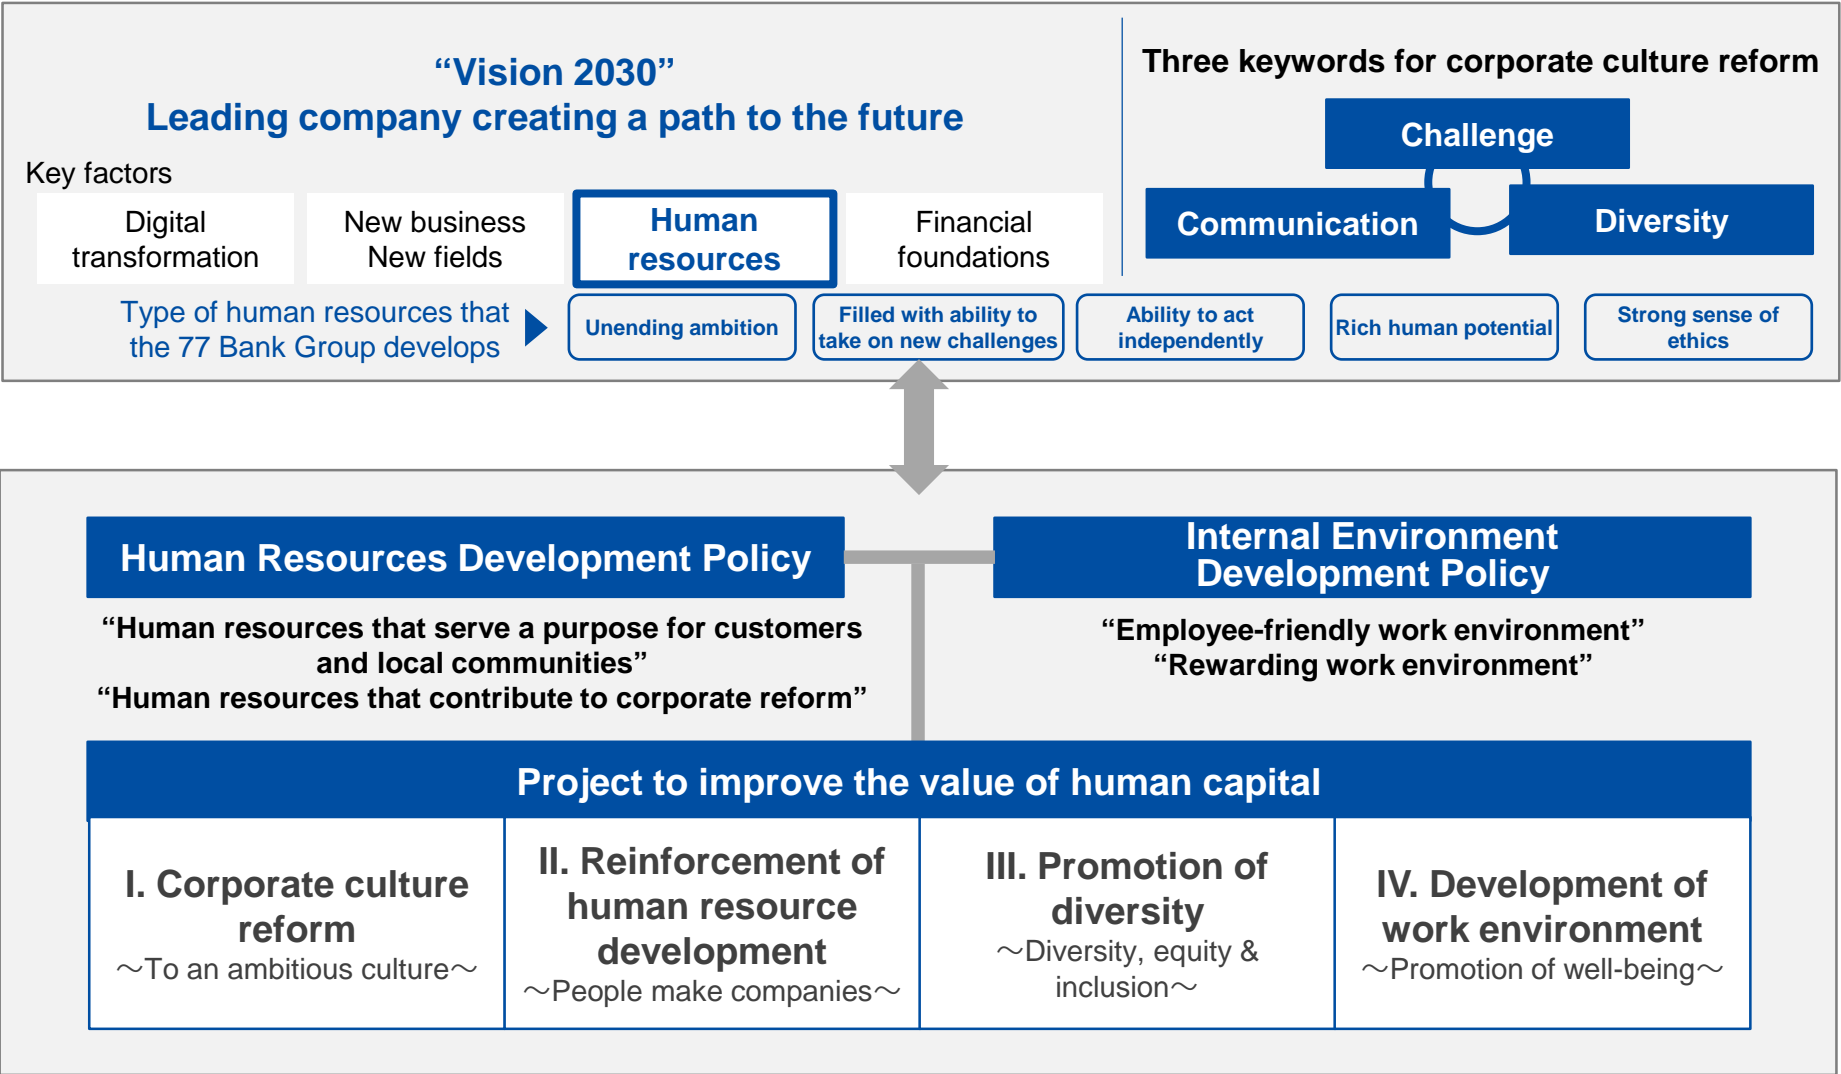 “Vision 2030”
Leading company creating a path to the future
Key factors
Digital
transformation
New business
New fields
Human
resources
Financial
foundations
Three keywords for corporate culture reform
Challenge
Communication
Diversity
Type of human resources that
the 77 Bank Group develops
Unending ambition
Filled with ability to
take on new challenges
Ability to act
independently
Rich human potential
Strong sense of
ethics
Human Resources Development Policy
“Human resources that serve a purpose for customers
and local communities”
“Human resources that contribute to corporate reform”
Internal Environment
Development Policy
“Employee-friendly work environment”
“Rewarding work environment”
Project to improve the value of human capital
I. Corporate culture
reform
～To an ambitious culture～
II. Reinforcement of
human resource
development
～People make companies～
III. Promotion of
diversity
～Diversity, equity &
inclusion～
IV. Development of
work environment
～Promotion of well-being～